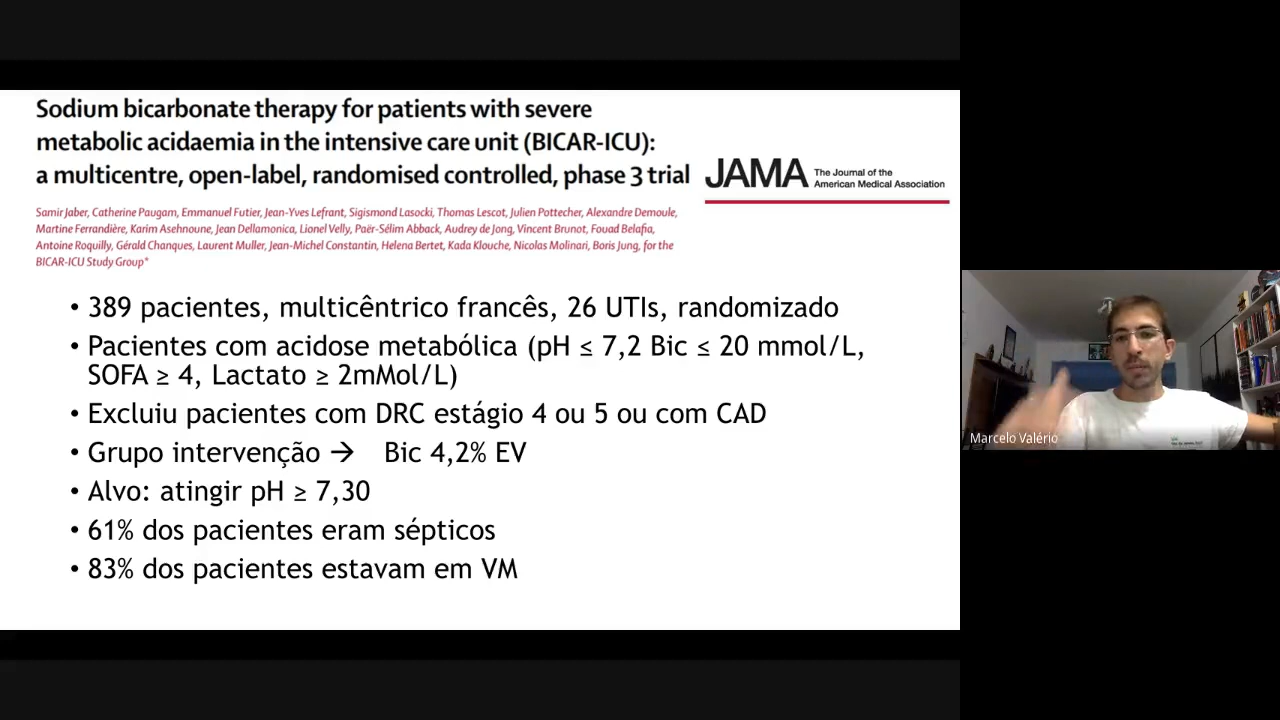 Sodium bicarbonate therapy for patients with severe
metabolic acidaemia in the intensive care unit (BICAR-ICU):
a multicentre, open-label, randomised controlled, phase 3 trial
JAMA The Journal of the
American Medical Association
Samir Jaber, Catherine Paugam, Emmanuel Futier, Jean-Yves Lefrant, Sigismond Lasocki, Thomas Lescot, Julien Pottecher, Alexandre Demoule,
Martine Ferrandière, Karim Asehnoune, Jean Dellamonica, Lionel Velly, Paër-Sélim Abback, Audrey de Jong, Vincent Brunot, Fouad Belafia,
Antoine Roquilly, Gérald Chanques, Laurent Muller, Jean-Michel Constantin, Helena Bertet, Kada Klouche, Nicolas Molinari, Boris Jung, for the
BICAR-ICU Study Group*
• 389 pacientes, multicêntrico francês, 26 UTIs, randomizado
• Pacientes com acidose metabólica (pH ≤ 7,2 Bic ≤ 20 mmol/L,
SOFA ≥ 4, Lactato ≥ 2mMol/L)
• Excluiu pacientes com DRC estágio 4 ou 5 ou com CAD
• Grupo intervenção → Bic 4,2% EV
• Alvo: atingir pH ≥ 7,30
• 61% dos pacientes eram sépticos
• 83% dos pacientes estavam em VM
Marcelo Valério